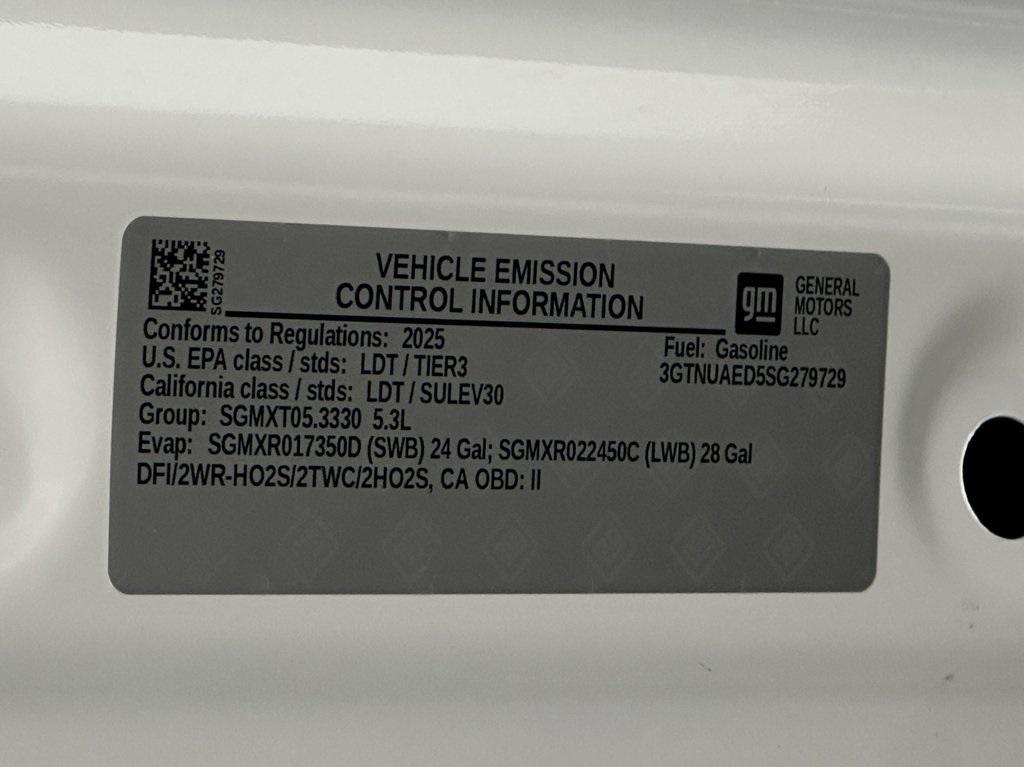 SG279729
VEHICLE EMISSION
CONTROL INFORMATION
gm
GENERAL
MOTORS
LLC
Conforms to Regulations: 2025
U.S. EPA class / stds: LDT / TIER3
California class / stds: LDT / SULEV30
Group: SGMXT05.3330 5.3L
Evap: SGMXR017350D (SWB) 24 Gal; SGMXR022450C (LWB) 28 Gal
DFI/2WR-HO2S/2TWC/2HO2S, CA OBD: II
Fuel: Gasoline
3GTNUAED5SG279729